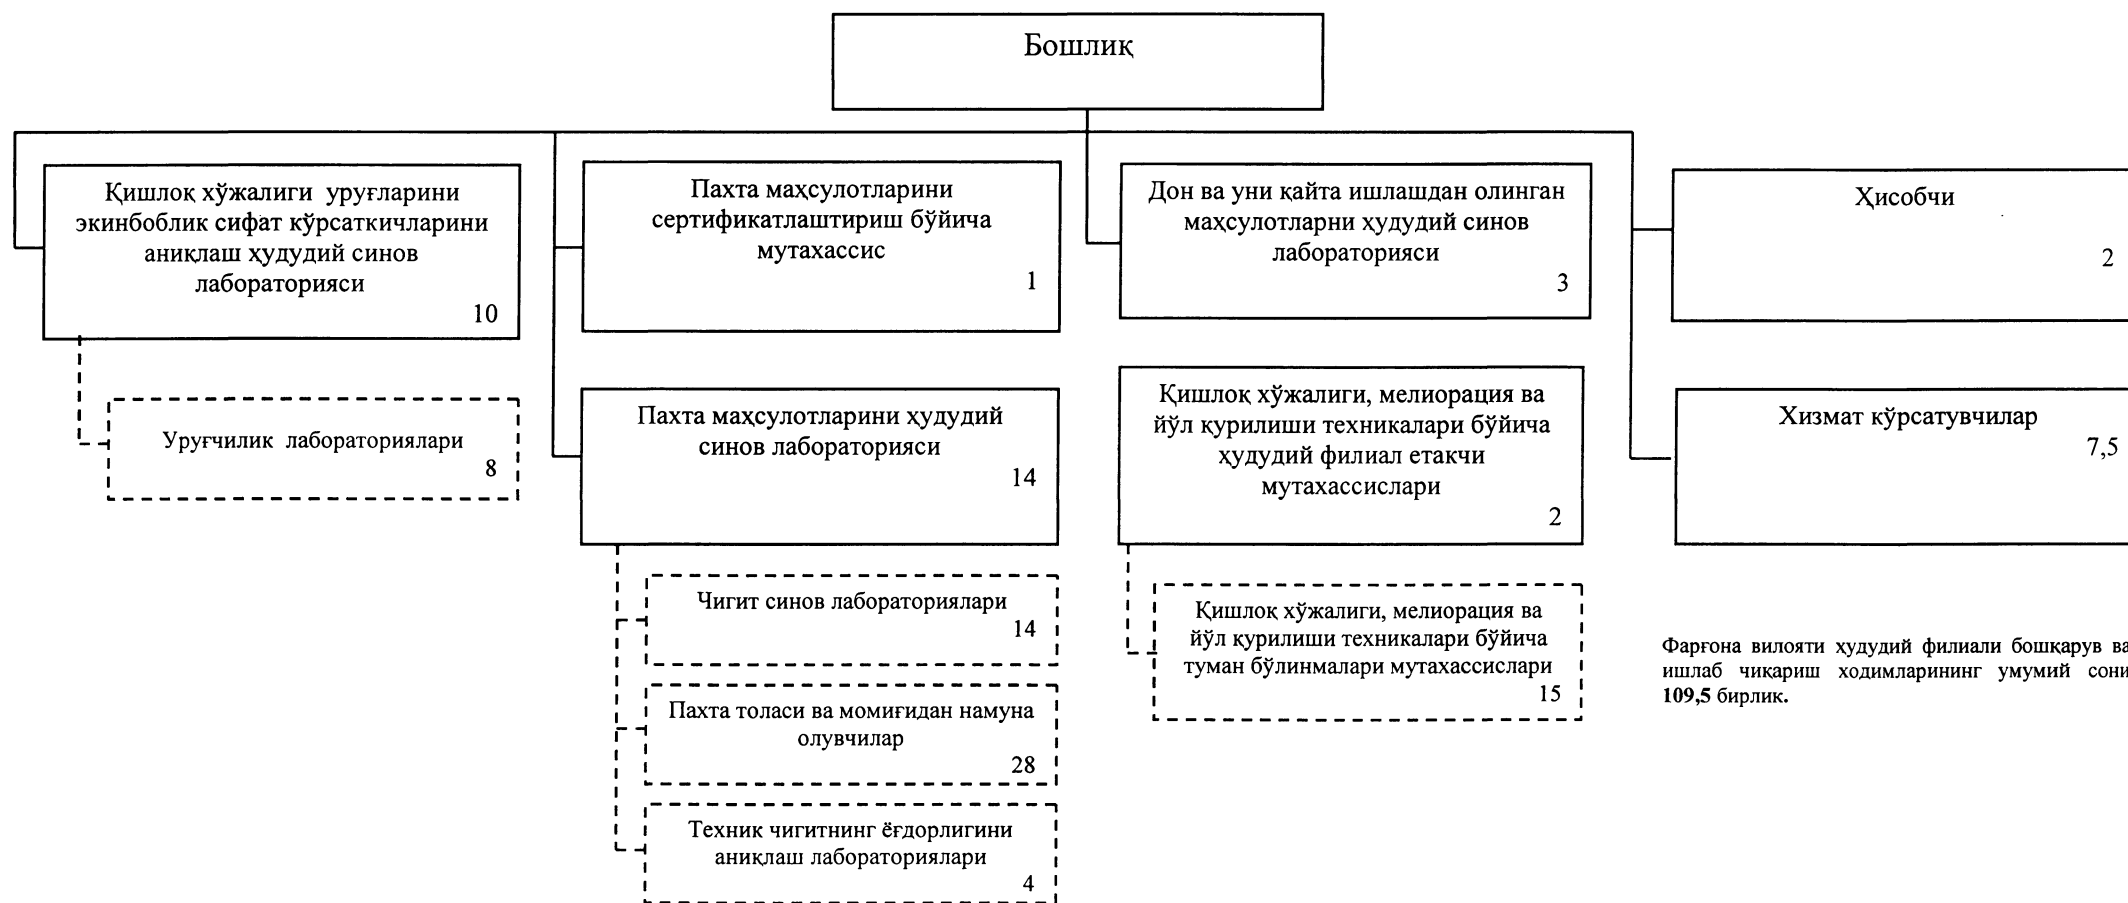 Бошлиқ
Қишлоқ хўжалиги уруғларини
экинбоблик сифат кўрсаткичларини
аниқлаш ҳудудий синов
лабораторияси
10
Уруғчилик лабораториялари
8
Пахта маҳсулотларини
сертификатлаштириш бўйича
мутахассис
1
Пахта маҳсулотларини ҳудудий
синов лабораторияси
14
Чигит синов лабораториялари
14
Пахта толаси ва момиғидан намуна
олувчилар
28
Техник чигитнинг ёғдорлигини
аниқлаш лабораториялари
4
Дон ва уни қайта ишлашдан олинган
маҳсулотларни ҳудудий синов
лабораторияси
3
Қишлоқ хўжалиги, мелиорация ва
йўл қурилиши техникалари бўйича
ҳудудий филиал етакчи
мутахассислари
2
Қишлоқ хўжалиги, мелиорация ва
йўл қурилиши техникалари бўйича
туман бўлинмалари мутахассислари
15
Ҳисобчи
2
Хизмат кўрсатувчилар
7,5
Фарғона вилояти ҳудудий филиали бошқарув ва
ишлаб чиқариш ходимларининг умумий сони
109,5 бирлик.